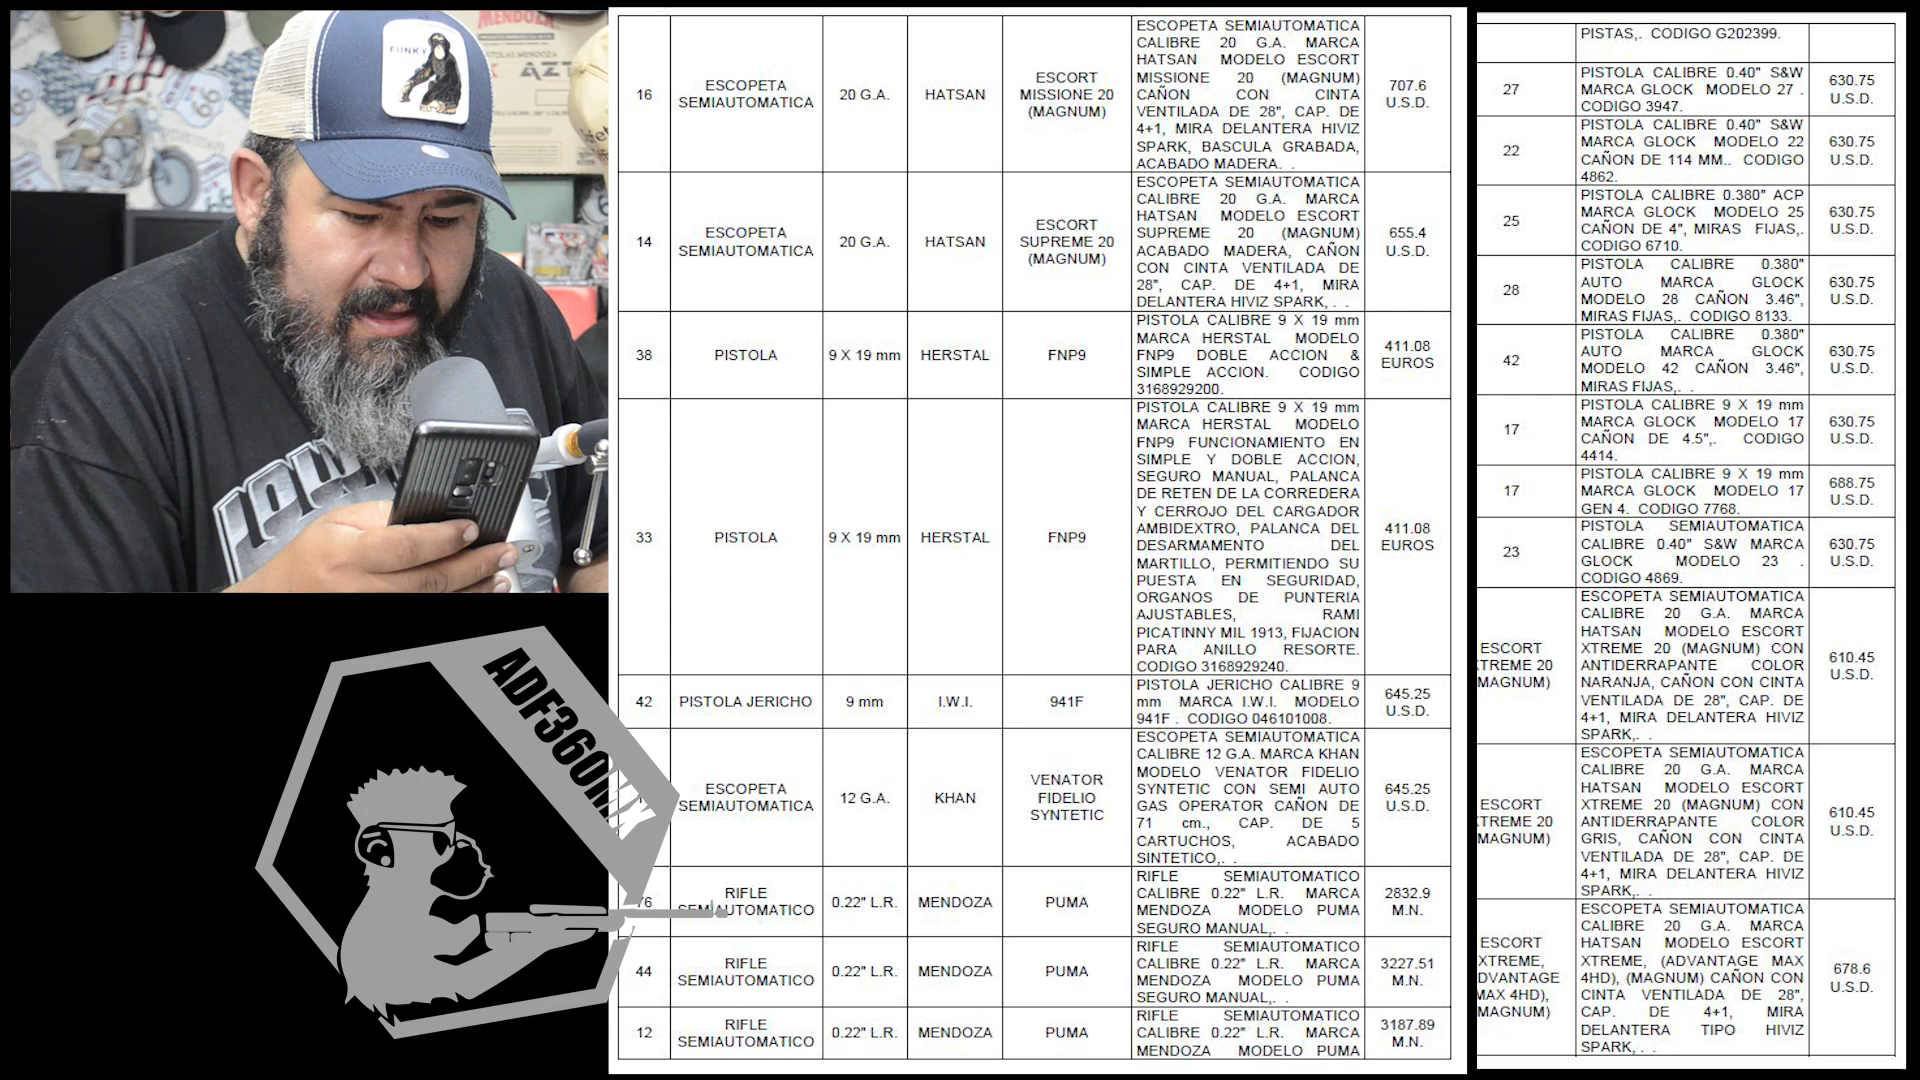 MENDOZA
FUNKY
AZT
ADF360MX
16
ESCOPETA
SEMIAUTOMATICA
20 G.A.
HATSAN
ESCORT
MISSIONE 20
(MAGNUM)
ESCOPETA SEMIAUTOMATICA
CALIBRE 20 G.A. MARCA
HATSAN MODELO ESCORT
MISSIONE 20 (MAGNUM)
CAÑON CON CINTA
VENTILADA DE 28", CAP. DE
4+1, MIRA DELANTERA HIVIZ
SPARK, BASCULA GRABADA,
ACABADO MADERA. .
707.6
U.S.D.
14
ESCOPETA
SEMIAUTOMATICA
20 G.A.
HATSAN
ESCORT
SUPREME 20
(MAGNUM)
ESCOPETA SEMIAUTOMATICA
CALIBRE 20 G.A. MARCA
HATSAN MODELO ESCORT
SUPREME 20 (MAGNUM)
ACABADO MADERA, CAÑON
CON CINTA VENTILADA DE
28", CAP. DE 4+1, MIRA
DELANTERA HIVIZ SPARK, . .
655.4
U.S.D.
38
PISTOLA
9 X 19 mm
HERSTAL
FNP9
PISTOLA CALIBRE 9 X 19 mm
MARCA HERSTAL MODELO
FNP9 DOBLE ACCION &
SIMPLE ACCION. CODIGO
3168929200.
411.08
EUROS
33
PISTOLA
9 X 19 mm
HERSTAL
FNP9
PISTOLA CALIBRE 9 X 19 mm
MARCA HERSTAL MODELO
FNP9 FUNCIONAMIENTO EN
SIMPLE Y DOBLE ACCION,
SEGURO MANUAL, PALANCA
DE RETEN DE LA CORREDERA
Y CERROJO DEL CARGADOR
AMBIDEXTRO, PALANCA DEL
DESARMAMENTO DEL
MARTILLO, PERMITIENDO SU
PUESTA EN SEGURIDAD,
ORGANOS DE PUNTERIA
AJUSTABLES, RAMI
PICATINNY MIL 1913, FIJACION
PARA ANILLO RESORTE.
CODIGO 3168929240.
411.08
EUROS
42
PISTOLA JERICHO
9 mm
I.W.I.
941F
PISTOLA JERICHO CALIBRE 9
mm MARCA I.W.I. MODELO
941F . CODIGO 046101008.
645.25
U.S.D.
ESCOPETA
SEMIAUTOMATICA
12 G.A.
KHAN
VENATOR
FIDELIO
SYNTETIC
ESCOPETA SEMIAUTOMATICA
CALIBRE 12 G.A. MARCA KHAN
MODELO VENATOR FIDELIO
SYNTETIC CON SEMI AUTO
GAS OPERATOR CAÑON DE
71 cm., CAP. DE 5
CARTUCHOS, ACABADO
SINTETICO,. .
645.25
U.S.D.
76
RIFLE
SEMIAUTOMATICO
0.22" L.R.
MENDOZA
PUMA
RIFLE SEMIAUTOMATICO
CALIBRE 0.22" L.R. MARCA
MENDOZA MODELO PUMA
SEGURO MANUAL,. .
2832.9
M.N.
44
RIFLE
SEMIAUTOMATICO
0.22" L.R.
MENDOZA
PUMA
RIFLE SEMIAUTOMATICO
CALIBRE 0.22" L.R. MARCA
MENDOZA MODELO PUMA
SEGURO MANUAL,. .
3227.51
M.N.
12
RIFLE
SEMIAUTOMATICO
0.22" L.R.
MENDOZA
PUMA
RIFLE SEMIAUTOMATICO
CALIBRE 0.22" L.R. MARCA
MENDOZA MODELO PUMA
3187.89
M.N.
PISTAS,. CODIGO G202399.
27
PISTOLA CALIBRE 0.40" S&W
MARCA GLOCK MODELO 27 .
CODIGO 3947.
630.75
U.S.D.
22
PISTOLA CALIBRE 0.40" S&W
MARCA GLOCK MODELO 22
CAÑON DE 114 MM.. CODIGO
4862.
630.75
U.S.D.
25
PISTOLA CALIBRE 0.380" ACP
MARCA GLOCK MODELO 25
CAÑON DE 4", MIRAS FIJAS,.
CODIGO 6710.
630.75
U.S.D.
28
PISTOLA CALIBRE 0.380"
AUTO MARCA GLOCK
MODELO 28 CAÑON 3.46",
MIRAS FIJAS,. CODIGO 8133.
630.75
U.S.D.
42
PISTOLA CALIBRE 0.380"
AUTO MARCA GLOCK
MODELO 42 CAÑON 3.46",
MIRAS FIJAS,. .
630.75
U.S.D.
17
PISTOLA CALIBRE 9 X 19 mm
MARCA GLOCK MODELO 17
CAÑON DE 4.5",. CODIGO
4414.
630.75
U.S.D.
17
PISTOLA CALIBRE 9 X 19 mm
MARCA GLOCK MODELO 17
GEN 4. CODIGO 7768.
688.75
U.S.D.
23
PISTOLA SEMIAUTOMATICA
CALIBRE 0.40" S&W MARCA
GLOCK MODELO 23 .
CODIGO 4869.
630.75
U.S.D.
ESCORT
XTREME 20
MAGNUM)
ESCOPETA SEMIAUTOMATICA
CALIBRE 20 G.A. MARCA
HATSAN MODELO ESCORT
XTREME 20 (MAGNUM) CON
ANTIDERRAPANTE COLOR
NARANJA, CAÑON CON CINTA
VENTILADA DE 28", CAP. DE
4+1, MIRA DELANTERA HIVIZ
SPARK,. .
610.45
U.S.D.
ESCORT
XTREME 20
MAGNUM)
ESCOPETA SEMIAUTOMATICA
CALIBRE 20 G.A. MARCA
HATSAN MODELO ESCORT
XTREME 20 (MAGNUM) CON
ANTIDERRAPANTE COLOR
GRIS, CAÑON CON CINTA
VENTILADA DE 28", CAP. DE
4+1, MIRA DELANTERA HIVIZ
SPARK,. .
610.45
U.S.D.
ESCORT
XTREME,
DVANTAGE
MAX 4HD),
MAGNUM)
ESCOPETA SEMIAUTOMATICA
CALIBRE 20 G.A. MARCA
HATSAN MODELO ESCORT
XTREME, (ADVANTAGE MAX
4HD), (MAGNUM) CAÑON CON
CINTA VENTILADA DE 28",
CAP. DE 4+1, MIRA
DELANTERA TIPO HIVIZ
SPARK, . .
678.6
U.S.D.